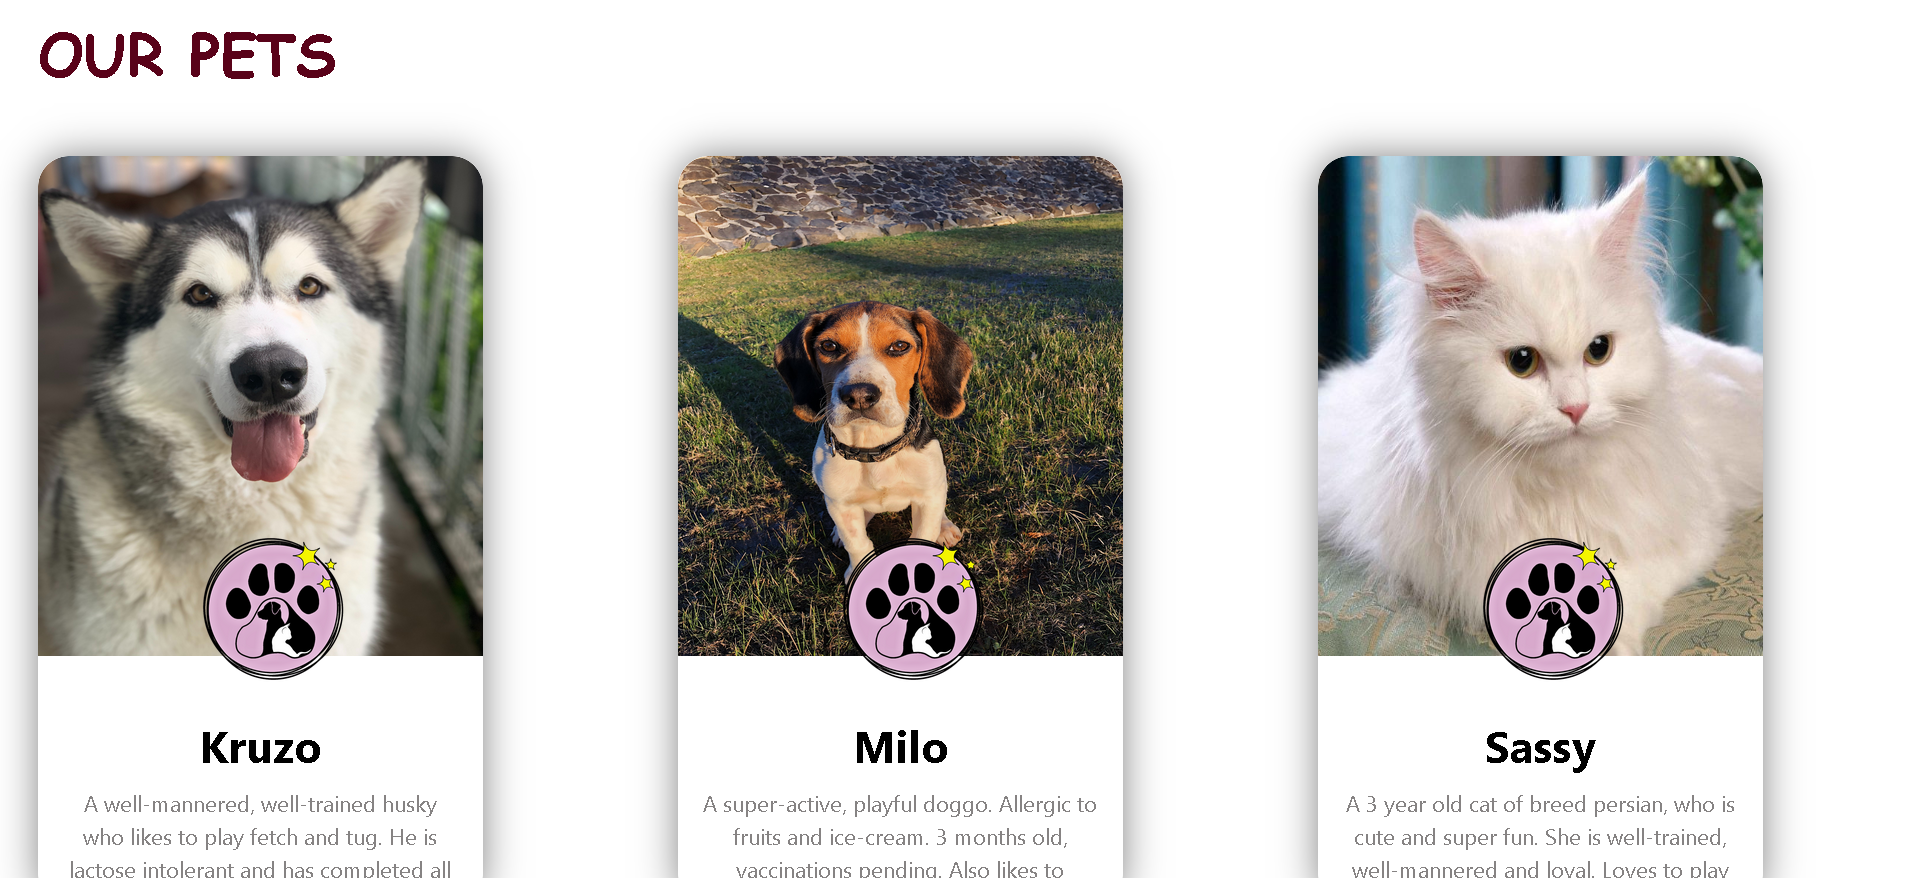 OUR PETS
Kruzo
A well-mannered, well-trained husky
who likes to play fetch and tug. He is
lactose intolerant and has completed all
Milo
A super-active, playful doggo. Allergic to
fruits and ice-cream. 3 months old,
vaccinations pending. Also likes to
Sassy
A 3 year old cat of breed persian, who is
cute and super fun. She is well-trained,
well-mannered and loyal. Loves to play